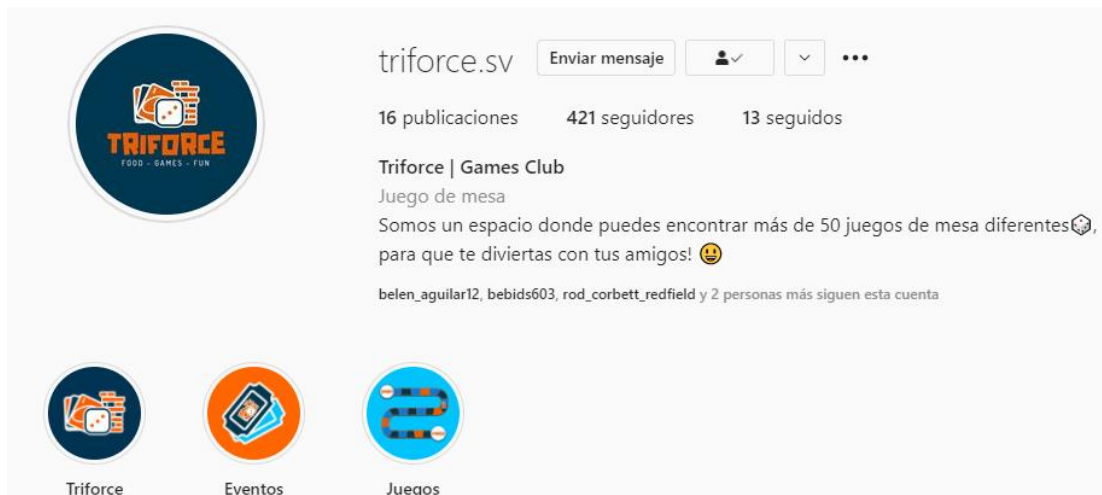 triforce.sv Enviar mensaje
16 publicaciones 421 seguidores 13 seguidos
Triforce | Games Club
Juego de mesa
Somos un espacio donde puedes encontrar más de 50 juegos de mesa diferentes🎲,
para que te diviertas con tus amigos! 😃
belen_aguilar12, bebids603, rod_corbett_redfield y 2 personas más siguen esta cuenta
TRIFORCE
FOOD - GAMES - FUN
Triforce Eventos Juegos